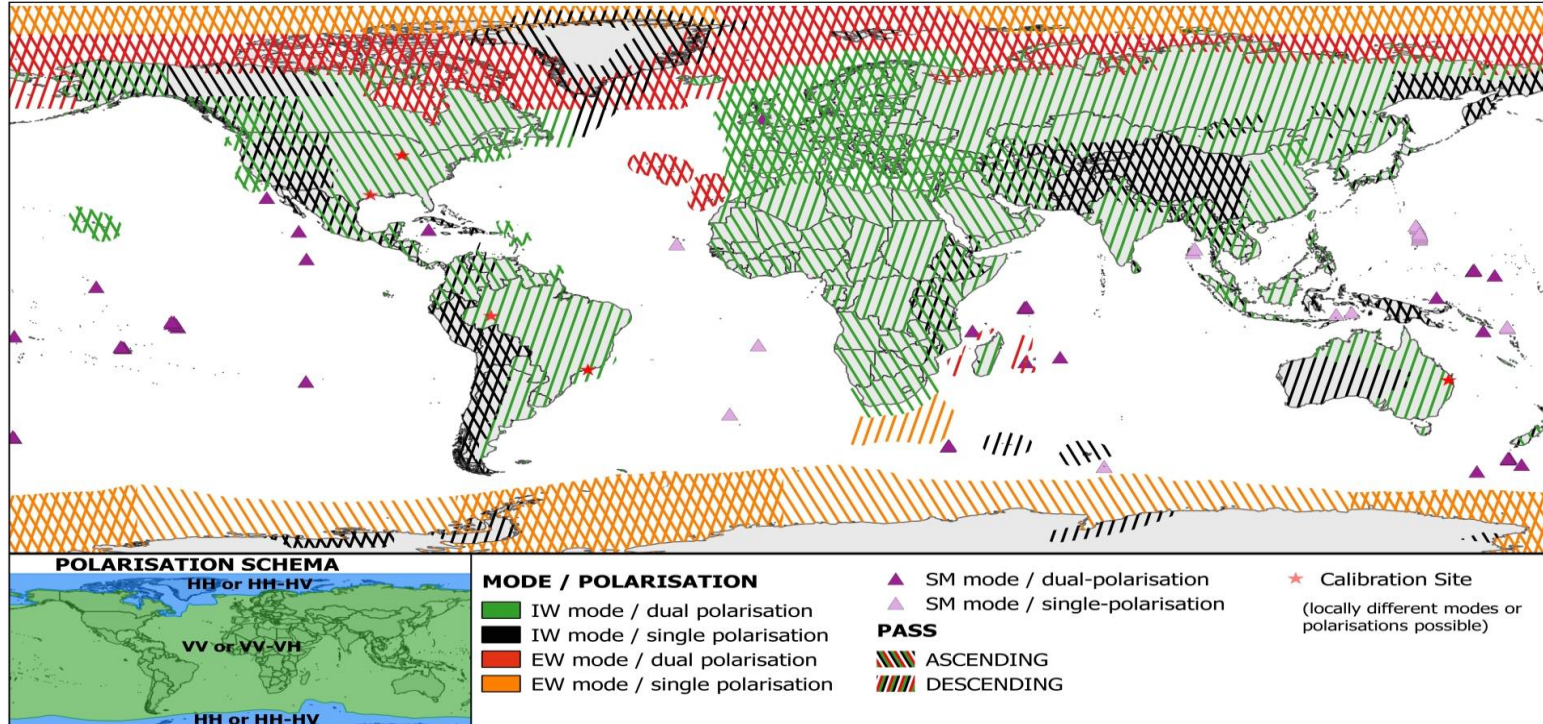 POLARISATION SCHEMA
HH or HH-HV
VV or VV-VH
HH or HH-HV
MODE / POLARISATION
IW mode / dual polarisation
IW mode / single polarisation
EW mode / dual polarisation
EW mode / single polarisation
SM mode / dual-polarisation
SM mode / single-polarisation
PASS
ASCENDING
DESCENDING
Calibration Site
(locally different modes or
polarisations possible)